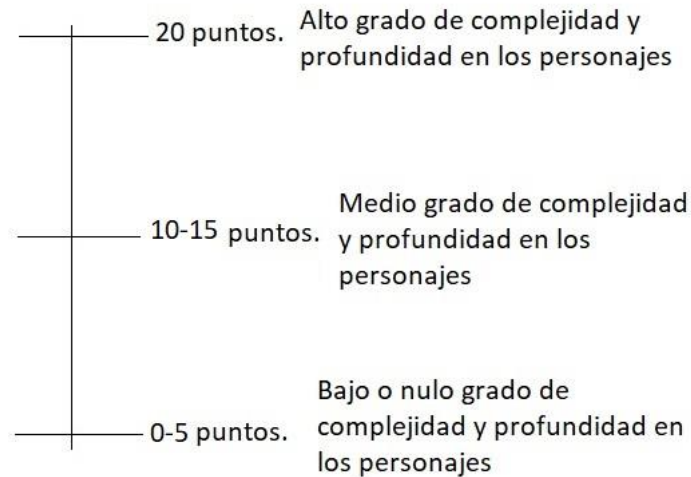 20 puntos. Alto grado de complejidad y
profundidad en los personajes
10-15 puntos. Medio grado de complejidad
y profundidad en los
personajes
0-5 puntos. Bajo o nulo grado de
complejidad y profundidad en
los personajes